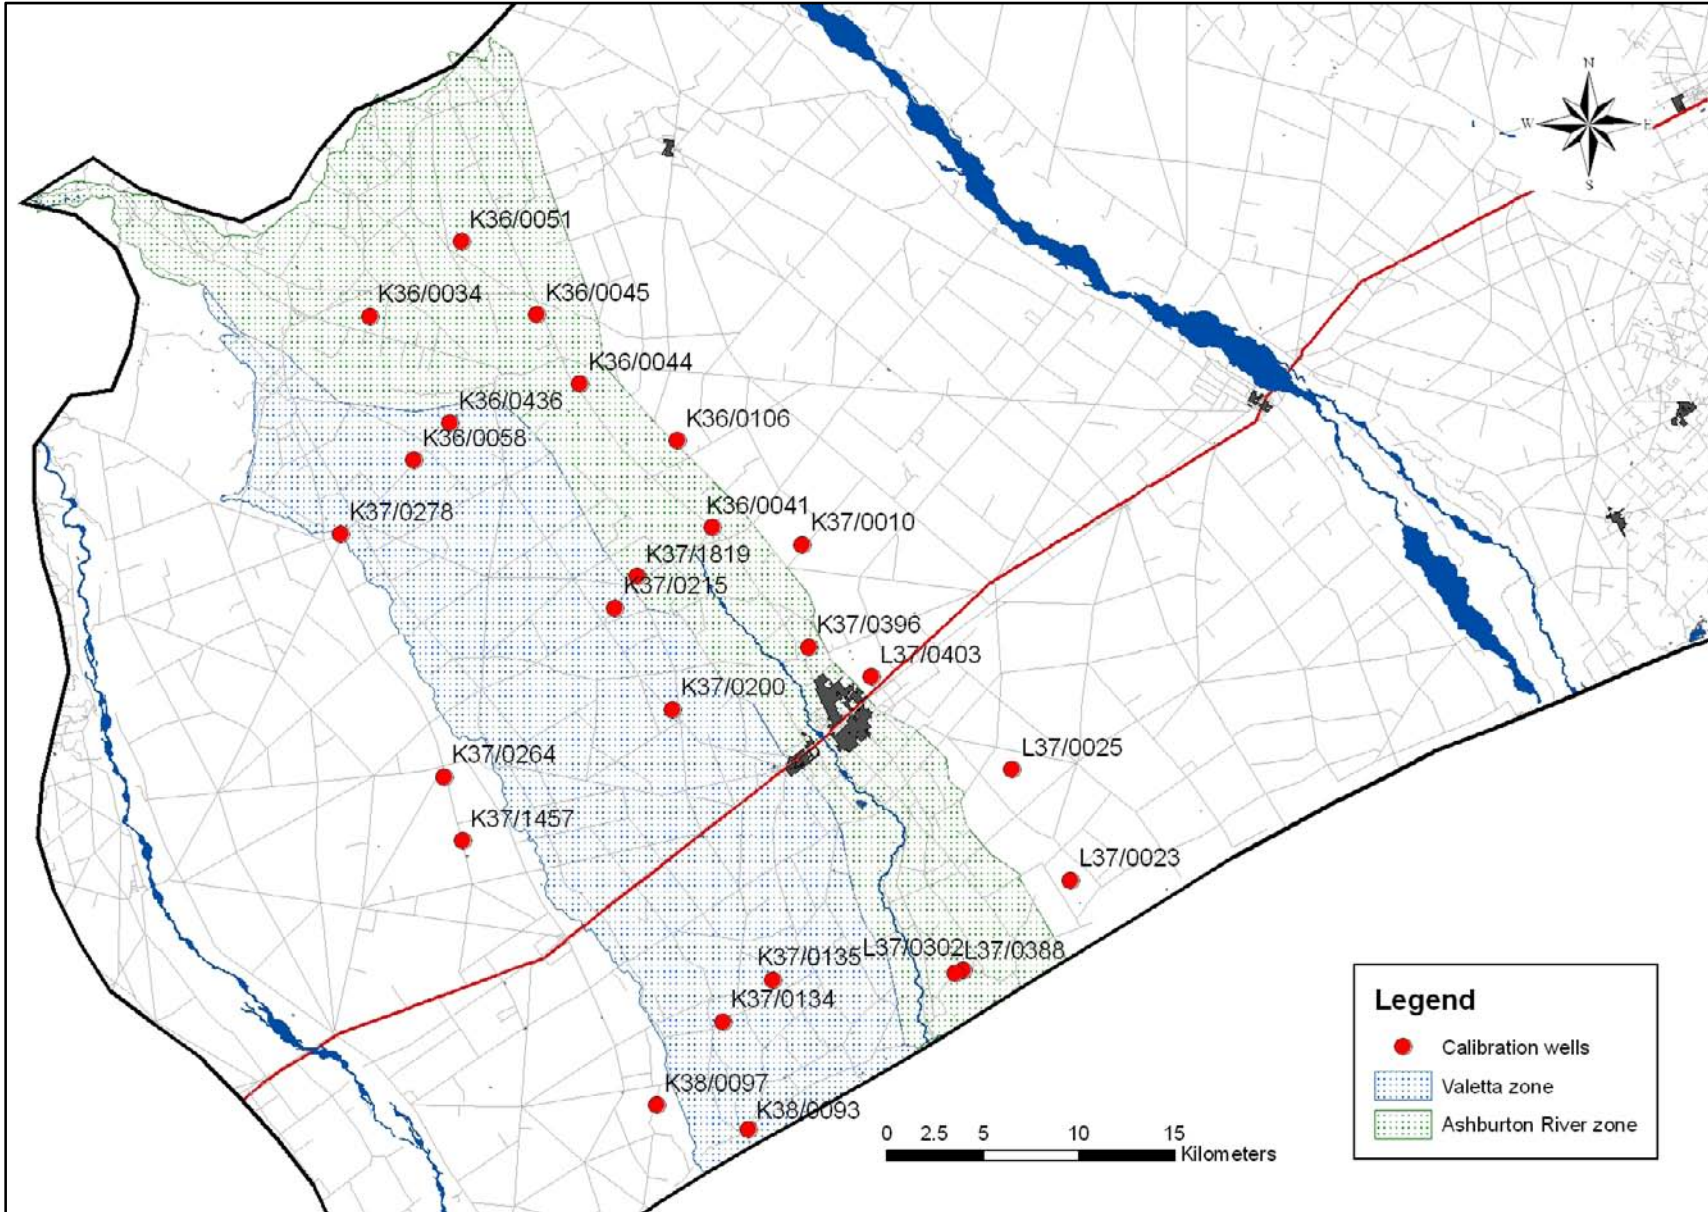 N
W E
S
K36/0051
K36/0034
K36/0045
K36/0044
K36/0436
K36/0106
K36/0058
K37/0278
K36/0041
K37/0010
K37/1819
K37/0215
K37/0396
L37/0403
K37/0200
K37/0264
L37/0025
K37/1457
L37/0023
K37/0135
L37/0302
L37/0388
K37/0134
K38/0097
K38/0093
0 2.5 5 10 15
Kilometers
Legend
Calibration wells
Valetta zone
Ashburton River zone